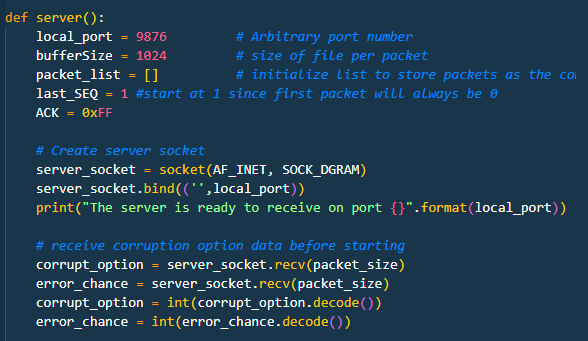 def server():
    local_port = 9876         # Arbitrary port number
    bufferSize = 1024         # size of file per packet
    packet_list = []          # initialize list to store packets as the
    last_SEQ = 1 #start at 1 since first packet will always be 0
    ACK = 0xFF

    # Create server socket
    server_socket = socket(AF_INET, SOCK_DGRAM)
    server_socket.bind(('',local_port))
    print("The server is ready to receive on port {}".format(local_port))

    # receive corruption option data before starting
    corrupt_option = server_socket.recv(packet_size)
    error_chance = server_socket.recv(packet_size)
    corrupt_option = int(corrupt_option.decode())
    error_chance = int(error_chance.decode())